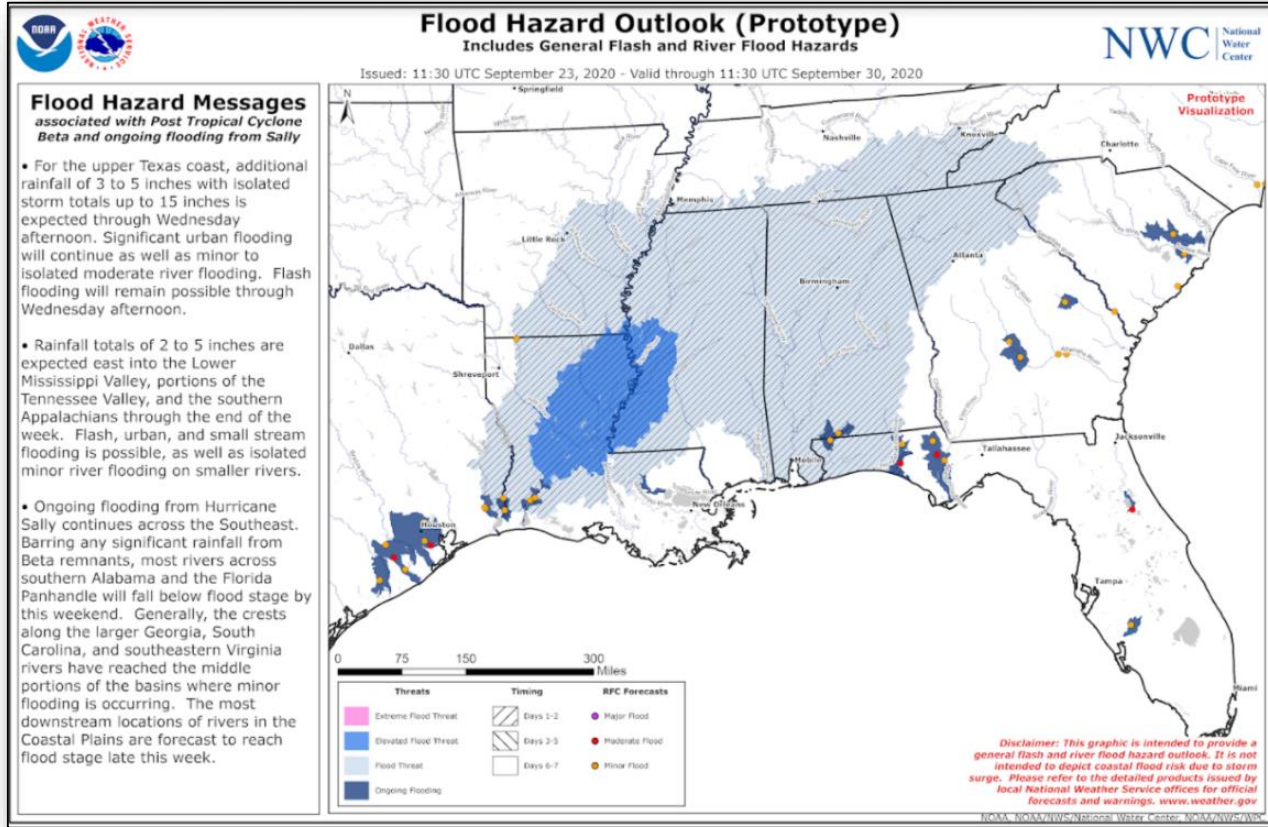 NOAA
NATIONAL WEATHER SERVICE
Flood Hazard Outlook (Prototype)
Includes General Flash and River Flood Hazards
Issued: 11:30 UTC September 23, 2020 - Valid through 11:30 UTC September 30, 2020
NWC
National
Water
Center
Flood Hazard Messages
associated with Post Tropical Cyclone
Beta and ongoing flooding from Sally
• For the upper Texas coast, additional
rainfall of 3 to 5 inches with isolated
storm totals up to 15 inches is
expected through Wednesday
afternoon. Significant urban flooding
will continue as well as minor to
isolated moderate river flooding. Flash
flooding will remain possible through
Wednesday afternoon.
• Rainfall totals of 2 to 5 inches are
expected east into the Lower
Mississippi Valley, portions of the
Tennessee Valley, and the southern
Appalachians through the end of the
week. Flash, urban, and small stream
flooding is possible, as well as isolated
minor river flooding on smaller rivers.
• Ongoing flooding from Hurricane
Sally continues across the Southeast.
Barring any significant rainfall from
Beta remnants, most rivers across
southern Alabama and the Florida
Panhandle will fall below flood stage by
this weekend. Generally, the crests
along the larger Georgia, South
Carolina, and southeastern Virginia
rivers have reached the middle
portions of the basins where minor
flooding is occurring. The most
downstream locations of rivers in the
Coastal Plains are forecast to reach
flood stage late this week.
N
Prototype
Visualization
Springfield
Nashville
Knoxville
Charlotte
Memphis
Little Rock
Atlanta
Birmingham
Dallas
Shreveport
Mobile
Tallahassee
Jacksonville
New Orleans
Houston
Tampa
Miami
0 75 150 300
Miles
Threats
Extreme Flood Threat
Elevated Flood Threat
Flood Threat
Ongoing Flooding
Timing
Days 1-2
Days 3-5
Days 6-7
RFC Forecasts
Major Flood
Moderate Flood
Minor Flood
Disclaimer: This graphic is intended to provide a
general flash and river flood hazard outlook. It is not
intended to depict coastal flood risk due to storm
surge. Please refer to the detailed products issued by
local National Weather Service offices for official
forecasts and warnings. www.weather.gov
NOAA, NOAA/NWS/National Water Center, NOAA/NWS/WPC